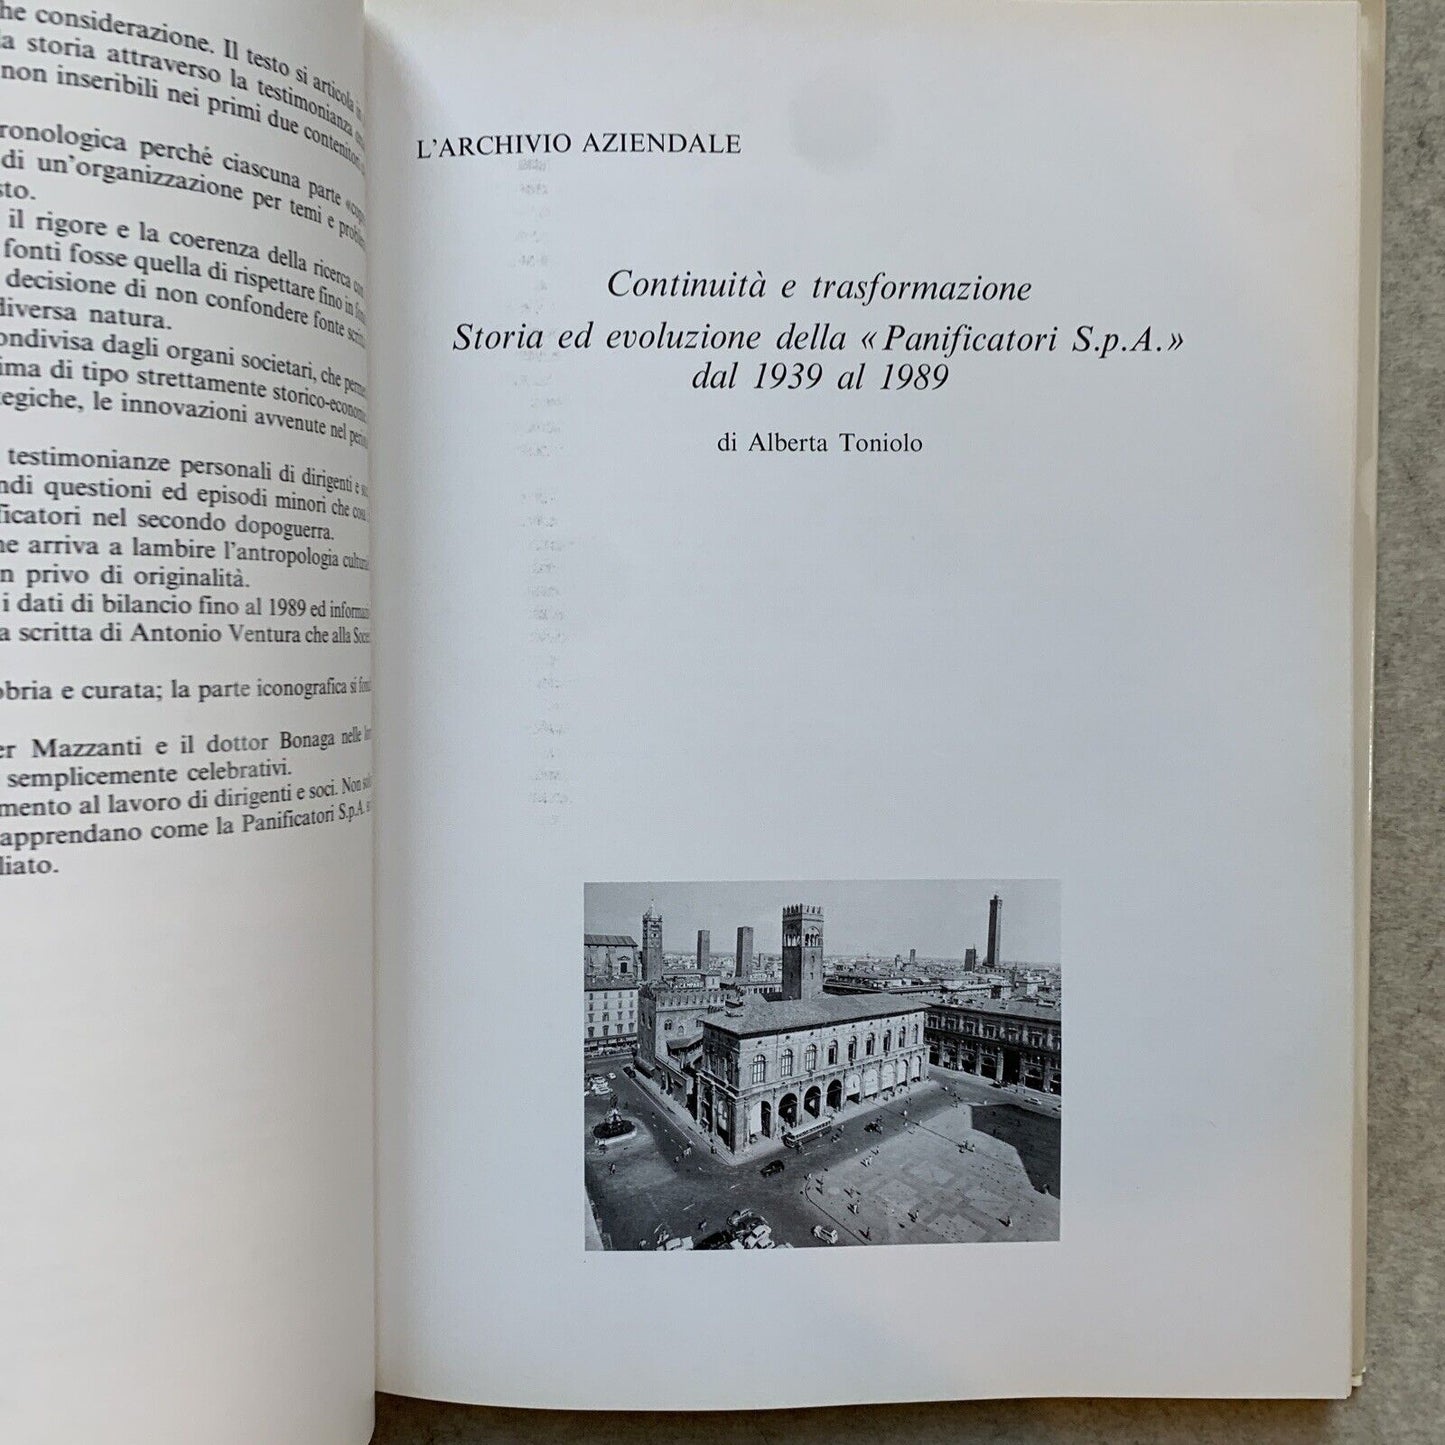 he considerazione. Il testo si articola
a storia attraverso la testimonianza
non inseribili nei primi due contenitori
ronologica perché ciascuna parte
di un'organizzazione per temi e
sto.
il rigore e la coerenza della ricerca
fonti fosse quella di rispettare fino in
decisione di non confondere fonte
diversa natura.
ondivisa dagli organi societari, che
ima di tipo strettamente
tegiche, le innovazioni avvenute nel
testimonianze personali di dirigenti e
ndi questioni ed episodi minori che
ficatori nel secondo dopoguerra.
ne arriva a lambire l'antropologia
n privo di originalità.
i dati di bilancio fino al 1989 ed
a scritta di Antonio Ventura che alla
obria e curata; la parte iconografica si
er Mazzanti e il dottor Bonaga nelle
semplicemente celebrativi.
mento al lavoro di dirigenti e soci. Non
apprendano come la Panificatori S.p.A
liato.
L'ARCHIVIO AZIENDALE
Continuità e trasformazione
Storia ed evoluzione della «Panificatori S.p.A.»
dal 1939 al 1989
di Alberta Toniolo